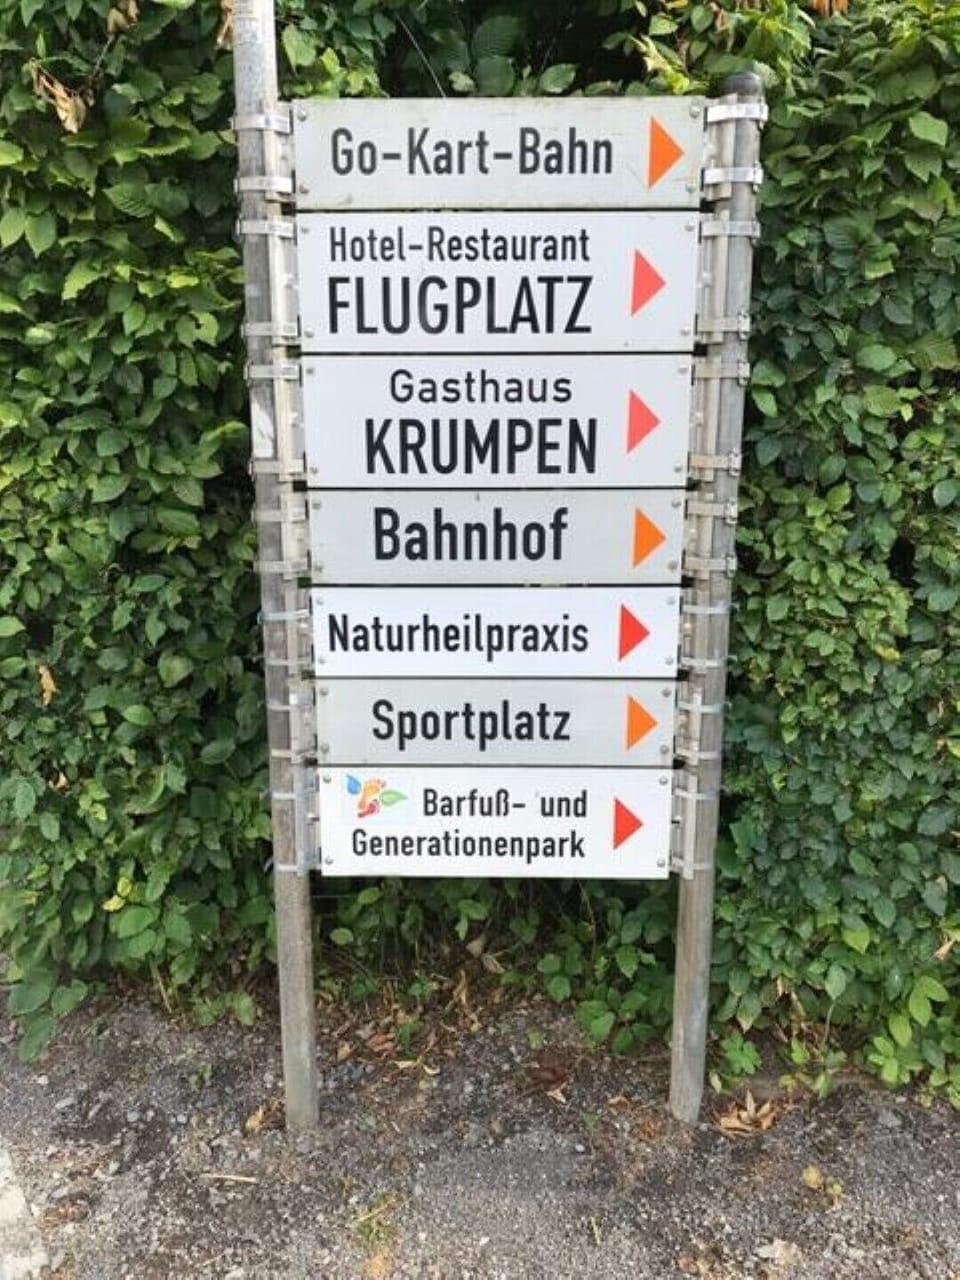 Go-Kart-Bahn
Hotel-Restaurant
FLUGPLATZ
Gasthaus
KRUMPEN
Bahnhof
Naturheilpraxis
Sportplatz
Barfuß- und
Generationenpark